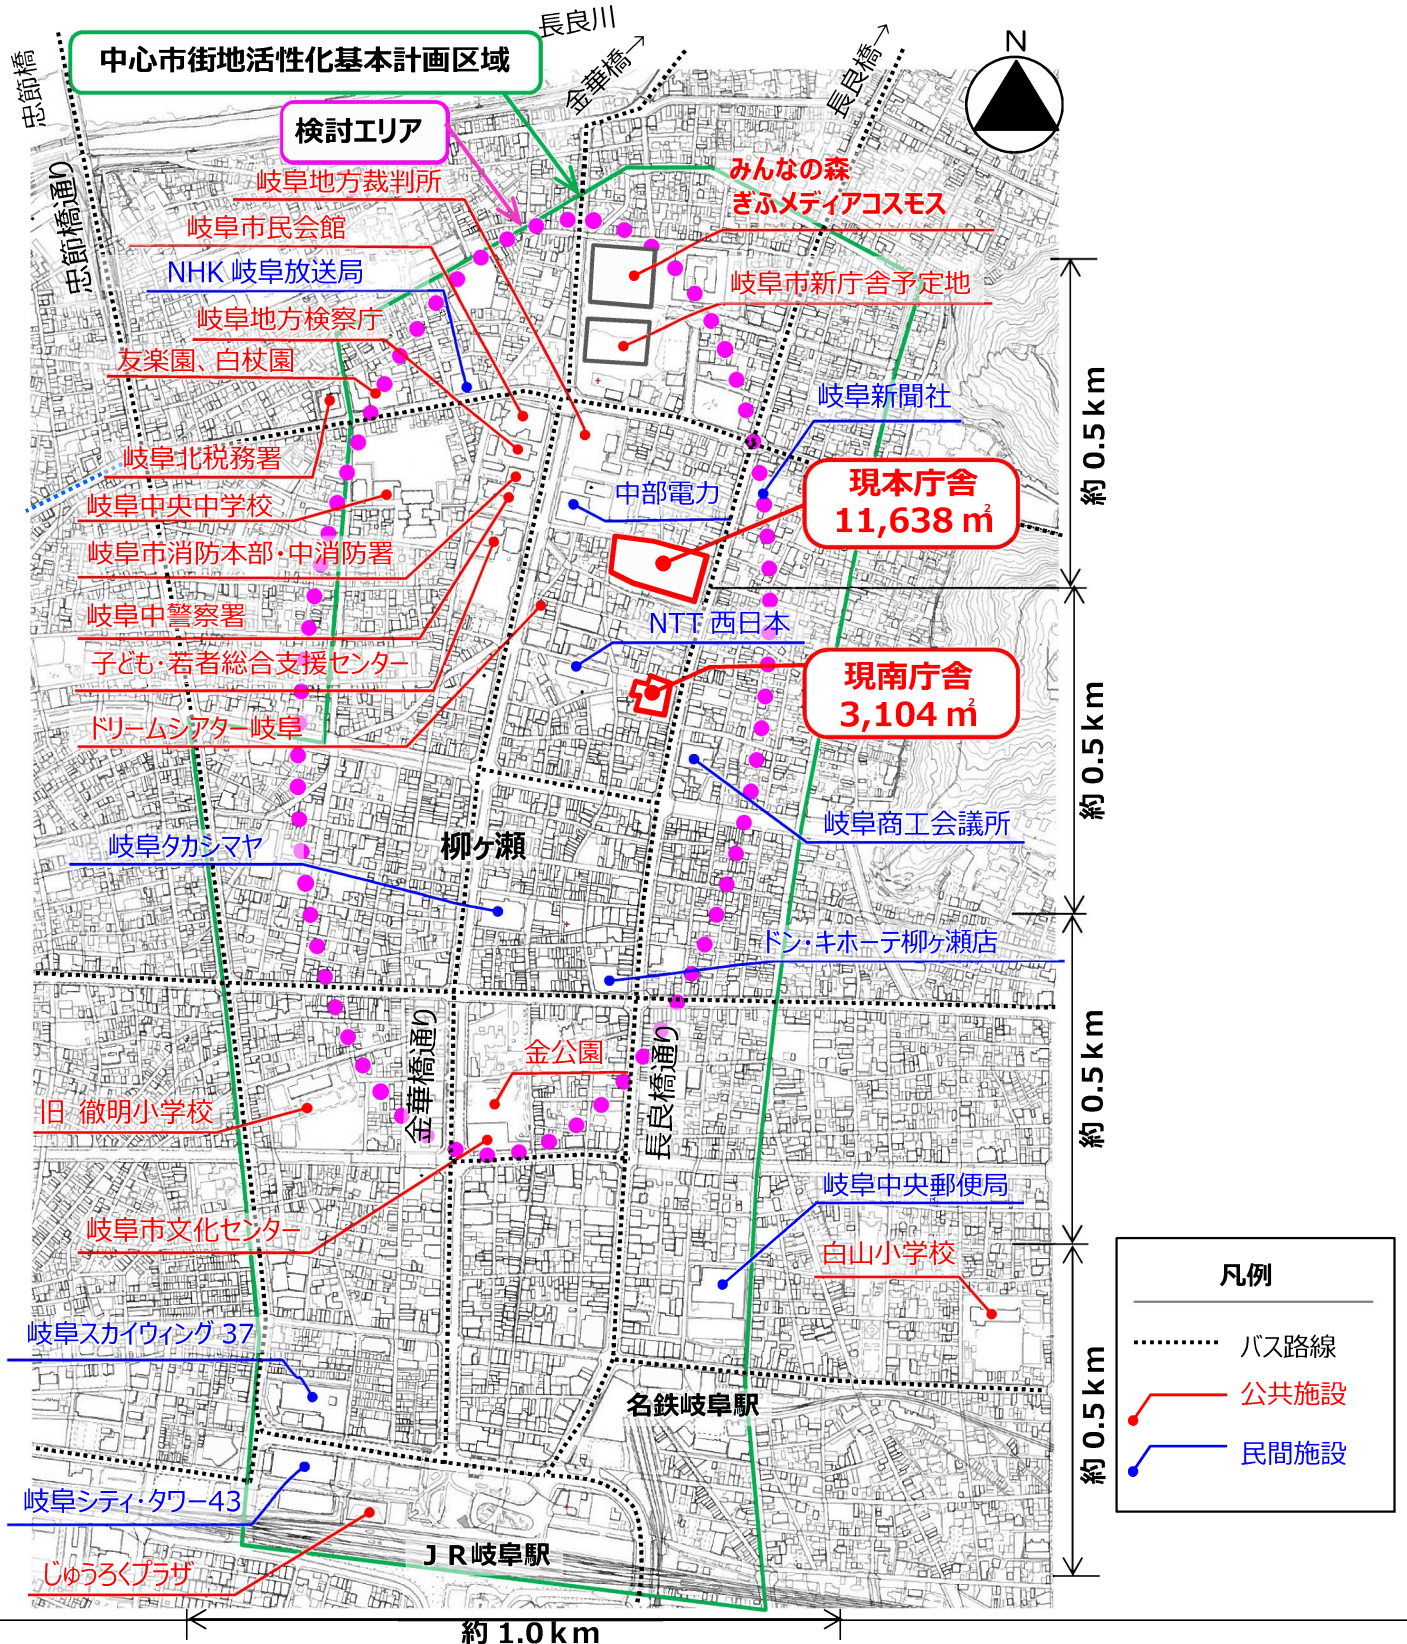 長良川
忠節橋
中心市街地活性化基本計画区域
金華橋→
長良橋→
N
検討エリア
忠節橋通り
岐阜地方裁判所
みんなの森
ぎふメディアコスモス
岐阜市民会館
NHK 岐阜放送局
岐阜市新庁舎予定地
岐阜地方検察庁
友楽園、白杖園
岐阜新聞社
約 0.5km
岐阜北税務署
現本庁舎
11,638 ㎡
中部電力
岐阜中央中学校
岐阜市消防本部・中消防署
岐阜中警察署
NTT 西日本
子ども・若者総合支援センター
現南庁舎
3,104 ㎡
ドリームシアター岐阜
約 0.5km
岐阜商工会議所
柳ヶ瀬
岐阜タカシマヤ
ドン・キホーテ柳ヶ瀬店
金華橋通り
長良橋通り
金公園
約 0.5km
旧 徹明小学校
岐阜中央郵便局
岐阜市文化センター
白山小学校
凡例
バス路線
公共施設
民間施設
岐阜スカイウィング 37
名鉄岐阜駅
約 0.5km
岐阜シティ・タワー43
JR岐阜駅
じゅうろくプラザ
約 1.0km